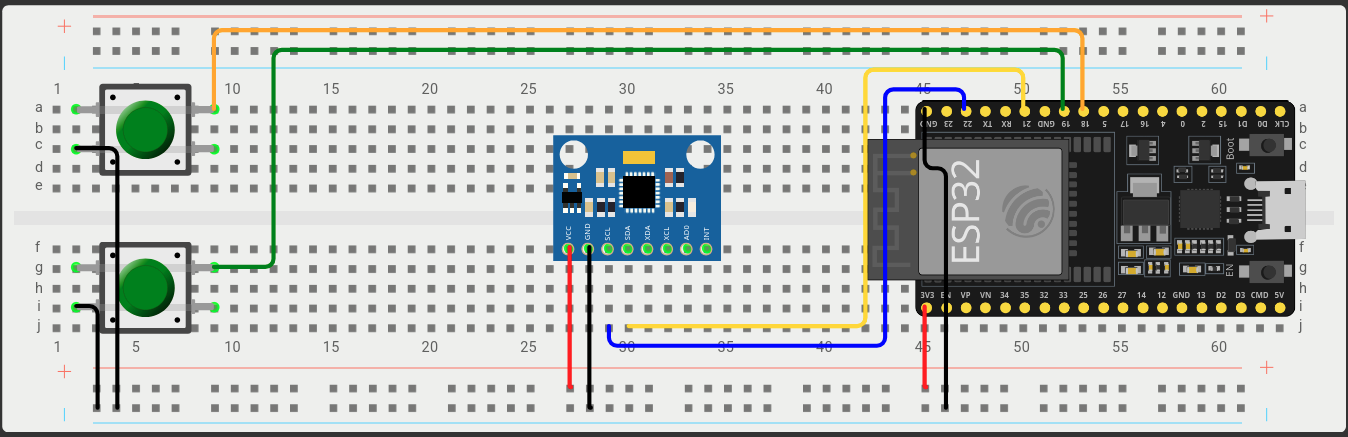 + +
1 5 10 15 20 25 30 35 40 45 50 55 60
a a
b b
c c
d d
e
f f
g g
h h
i i
j j
GND 23 22 TX RX 21 GND 19 18 5 17 16 4 0 2 15 D1 D0 CLK
Boot
ESP32
EN
3V3 EN VP VN 34 35 32 33 25 26 27 14 12 GND 13 D2 D3 CMD 5V
VCC GND SCL SDA XDA XCL AD0 INT
1 5 10 15 20 25 30 35 40 45 50 55 60
+ +